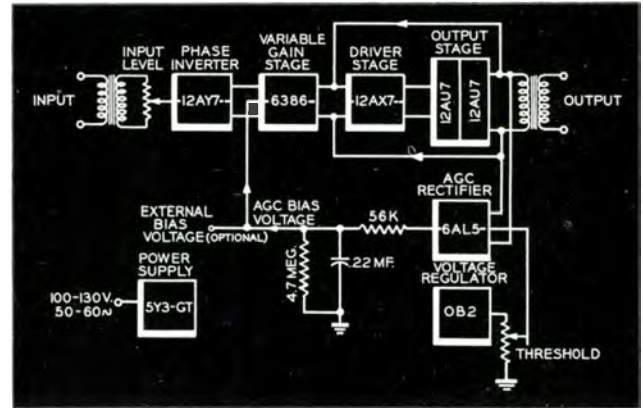 INPUT
INPUT
LEVEL
PHASE
INVERTER
12AY7
VARIABLE
GAIN
STAGE
6386
DRIVER
STAGE
12AX7
OUTPUT
STAGE
12AU7
12AU7
OUTPUT
EXTERNAL
BIAS
VOLTAGE (OPTIONAL)
AGC BIAS
VOLTAGE
56K
AGC
RECTIFIER
6AL5
4.7 MEG.
.22 MF.
POWER
SUPPLY
100-130V.
50-60~
5Y3-GT
VOLTAGE
REGULATOR
OB2
THRESHOLD